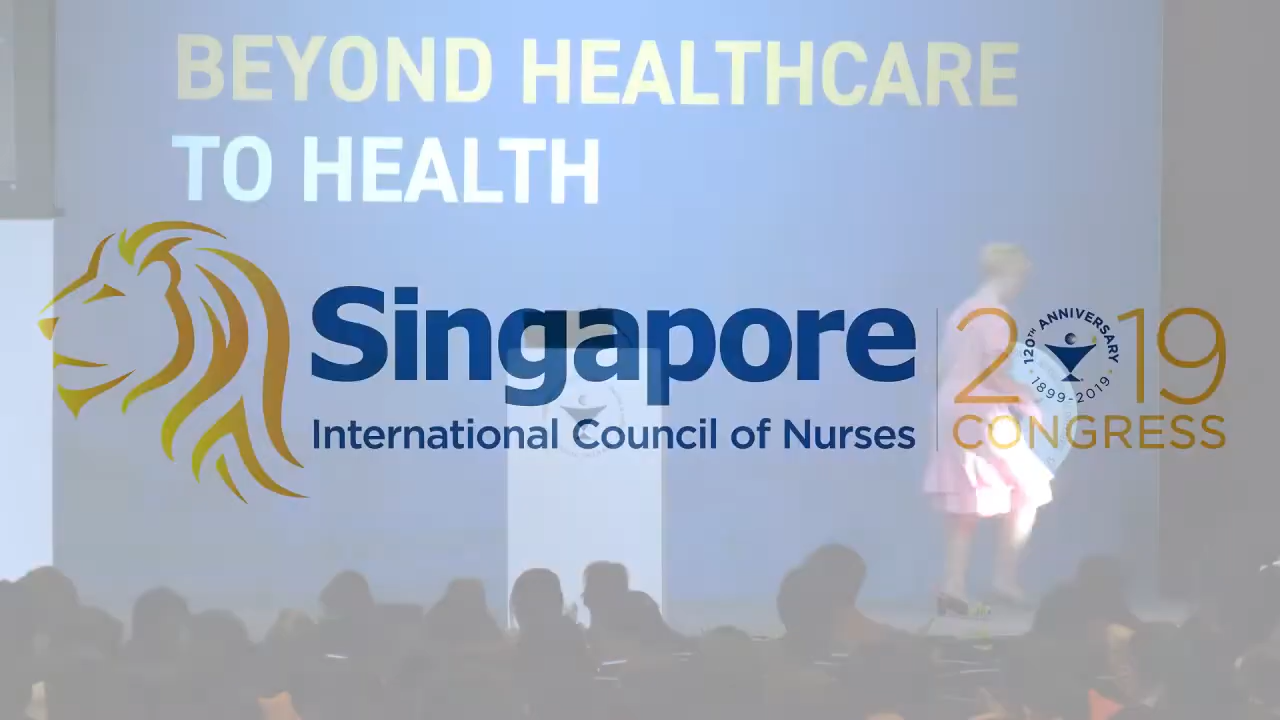 BEYOND HEALTHCARE
TO HEALTH
Singapore
International Council of Nurses
2019
CONGRESS
120TH ANNIVERSARY
1899-2019